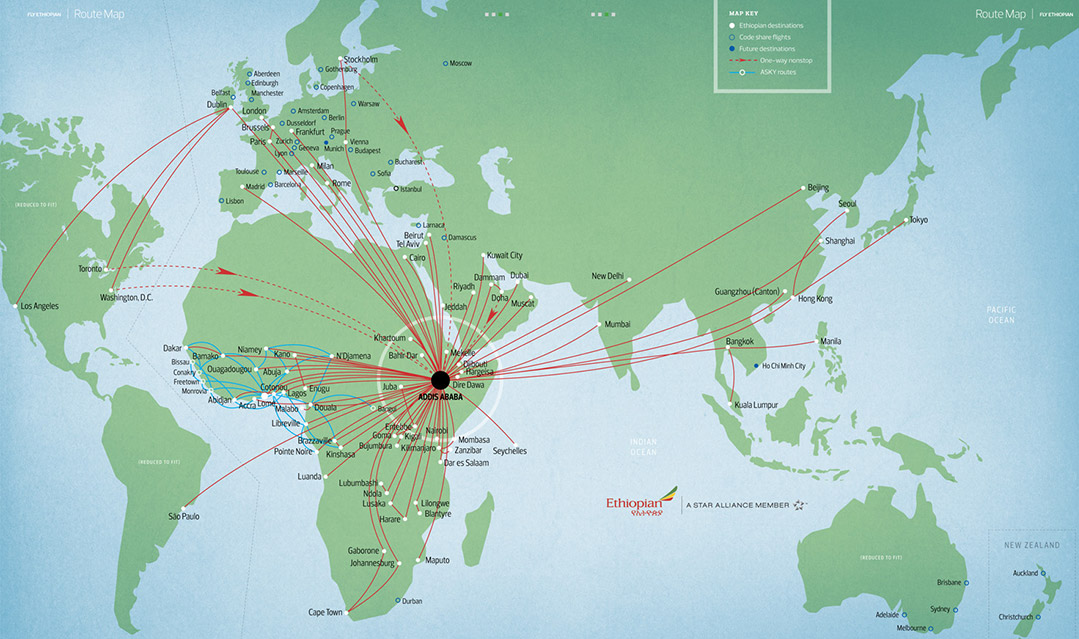 FLY ETHIOPIAN | Route Map
Route Map | FLY ETHIOPIAN
MAP KEY
Ethiopian destinations
Code share flights
Future destinations
One-way nonstop
ASKY routes
Stockholm
Gothenburg
Moscow
Aberdeen
Edinburgh
Copenhagen
Belfast
Manchester
Dublin
London
Amsterdam
Warsaw
Berlin
Dusseldorf
Brussels
Frankfurt
Prague
Paris
Zurich
Geneva
Munich
Vienna
Lyon
Budapest
Milan
Bucharest
Toulouse
Marseille
Sofia
Madrid
Barcelona
Rome
Istanbul
Lisbon
Beijing
Seoul
Tokyo
Shanghai
(REDUCED TO FIT)
Larnaca
Beirut
Damascus
Tel Aviv
Cairo
Kuwait City
Toronto
Dammam
Dubai
New Delhi
Riyadh
Washington, D.C.
Doha
Muscat
Guangzhou (Canton)
Hong Kong
Los Angeles
Jeddah
PACIFIC
OCEAN
Mumbai
Khartoum
Bangkok
Manila
Dakar
Niamey
Kano
N'Djamena
Bahir Dar
Mekelle
Bissau
Bamako
Djibouti
Ho Chi Minh City
Conakry
Ouagadougou
Abuja
Hargeisa
Freetown
Juba
Dire Dawa
Monrovia
Cotonou
Enugu
Lagos
ADDIS ABABA
Abidjan
Accra
Lome
Malabo
Douala
Bangui
Kuala Lumpur
Libreville
Entebbe
Nairobi
Goma
Kigali
Brazzaville
Mombasa
INDIAN
OCEAN
Bujumbura
Kilimanjaro
Zanzibar
Seychelles
Pointe Noire
Kinshasa
Dar es Salaam
(REDUCED TO FIT)
Luanda
Lubumbashi
Ndola
Lusaka
Lilongwe
Blantyre
Ethiopian
የኢትዮጵያ
A STAR ALLIANCE MEMBER
São Paulo
Harare
NEW ZEALAND
Gaborone
Johannesburg
Maputo
(REDUCED TO FIT)
Auckland
Brisbane
Durban
Cape Town
Sydney
Adelaide
Christchurch
Melbourne